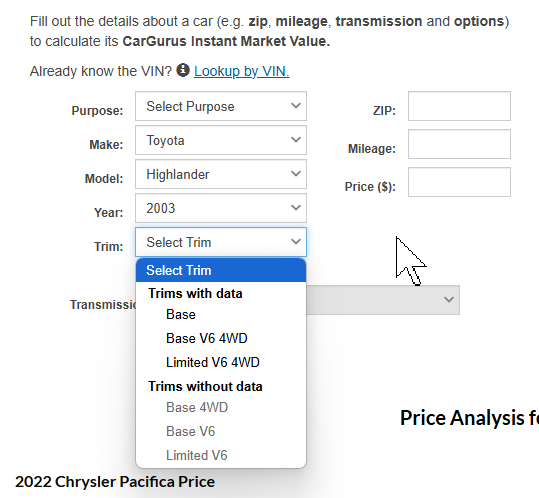 Fill out the details about a car (e.g. zip, mileage, transmission and options)
to calculate its CarGurus Instant Market Value.
Already know the VIN? Lookup by VIN.
Purpose: Select Purpose
ZIP:
Make: Toyota
Mileage:
Model: Highlander
Price ($):
Year: 2003
Trim: Select Trim
Select Trim
Trims with data
Transmissio
Base
Base V6 4WD
Limited V6 4WD
Trims without data
Base 4WD
Base V6
Limited V6
Price Analysis f
2022 Chrysler Pacifica Price